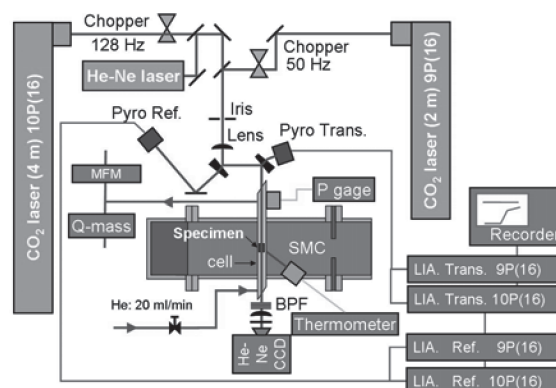 Chopper
128 Hz
Chopper
50 Hz
He-Ne laser
CO₂ laser (4 m) 10P(16)
CO₂ laser (2 m) 9P(16)
Iris
Pyro Ref.
Lens
Pyro Trans.
MFM
P gage
Q-mass
Specimen
SMC
cell
Recorder
LIA. Trans. 9P(16)
LIA. Trans. 10P(16)
He: 20 ml/min
BPF
Thermometer
He-
Ne
CCD
LIA. Ref. 9P(16)
LIA. Ref. 10P(16)